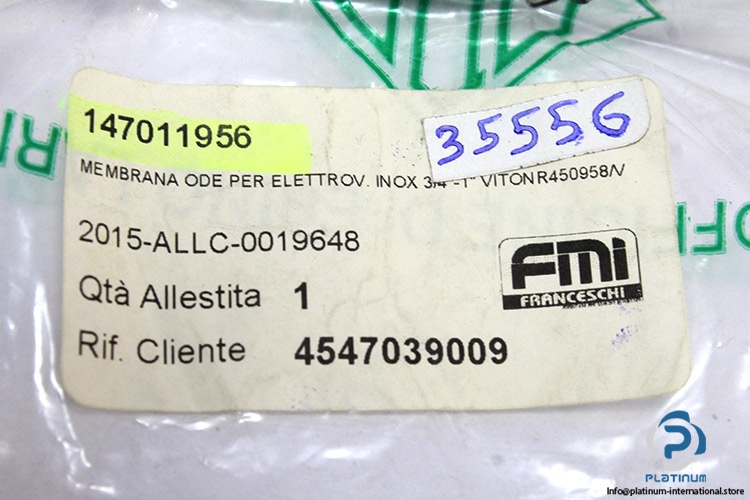 147011956
35556
MEMBRANA ODE PER ELETTROV. INOX 3/4"-1" VITON R450958/V
2015-ALLC-0019648
Qtà Allestita 1
Rif. Cliente 4547039009
FMI
FRANCESCHI
PLATINUM
Info@platinum-international.store